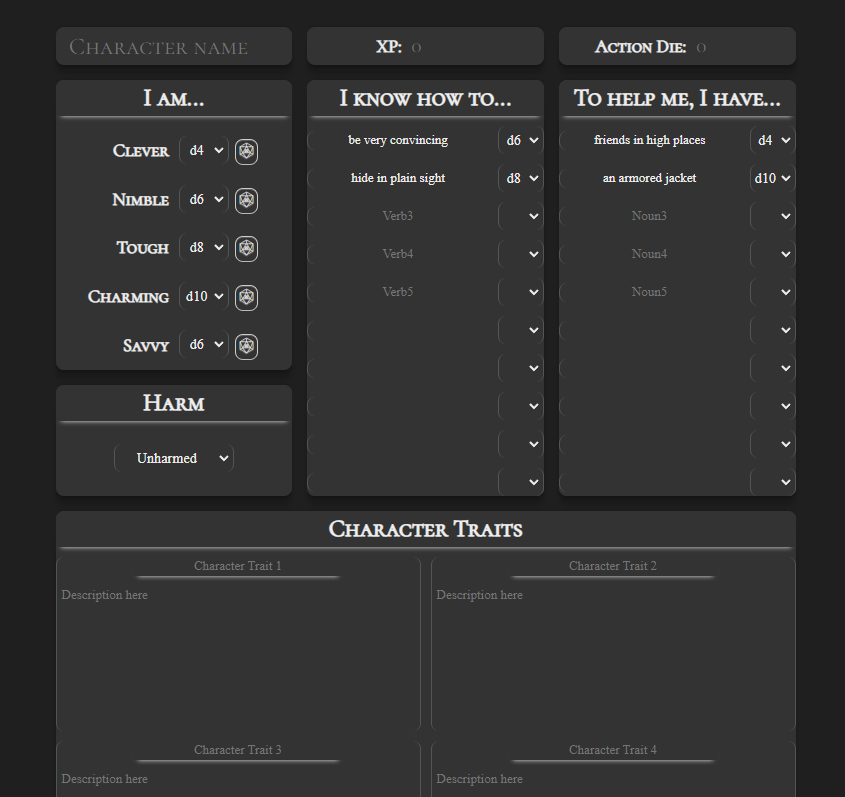 Character name
XP: 0
Action Die: 0
I am...
Clever d4
Nimble d6
Tough d8
Charming d10
Savvy d6
Harm
Unharmed
I know how to...
be very convincing d6
hide in plain sight d8
Verb3
Verb4
Verb5
To help me, I have...
friends in high places d4
an armored jacket d10
Noun3
Noun4
Noun5
Character Traits
Character Trait 1
Description here
Character Trait 2
Description here
Character Trait 3
Description here
Character Trait 4
Description here